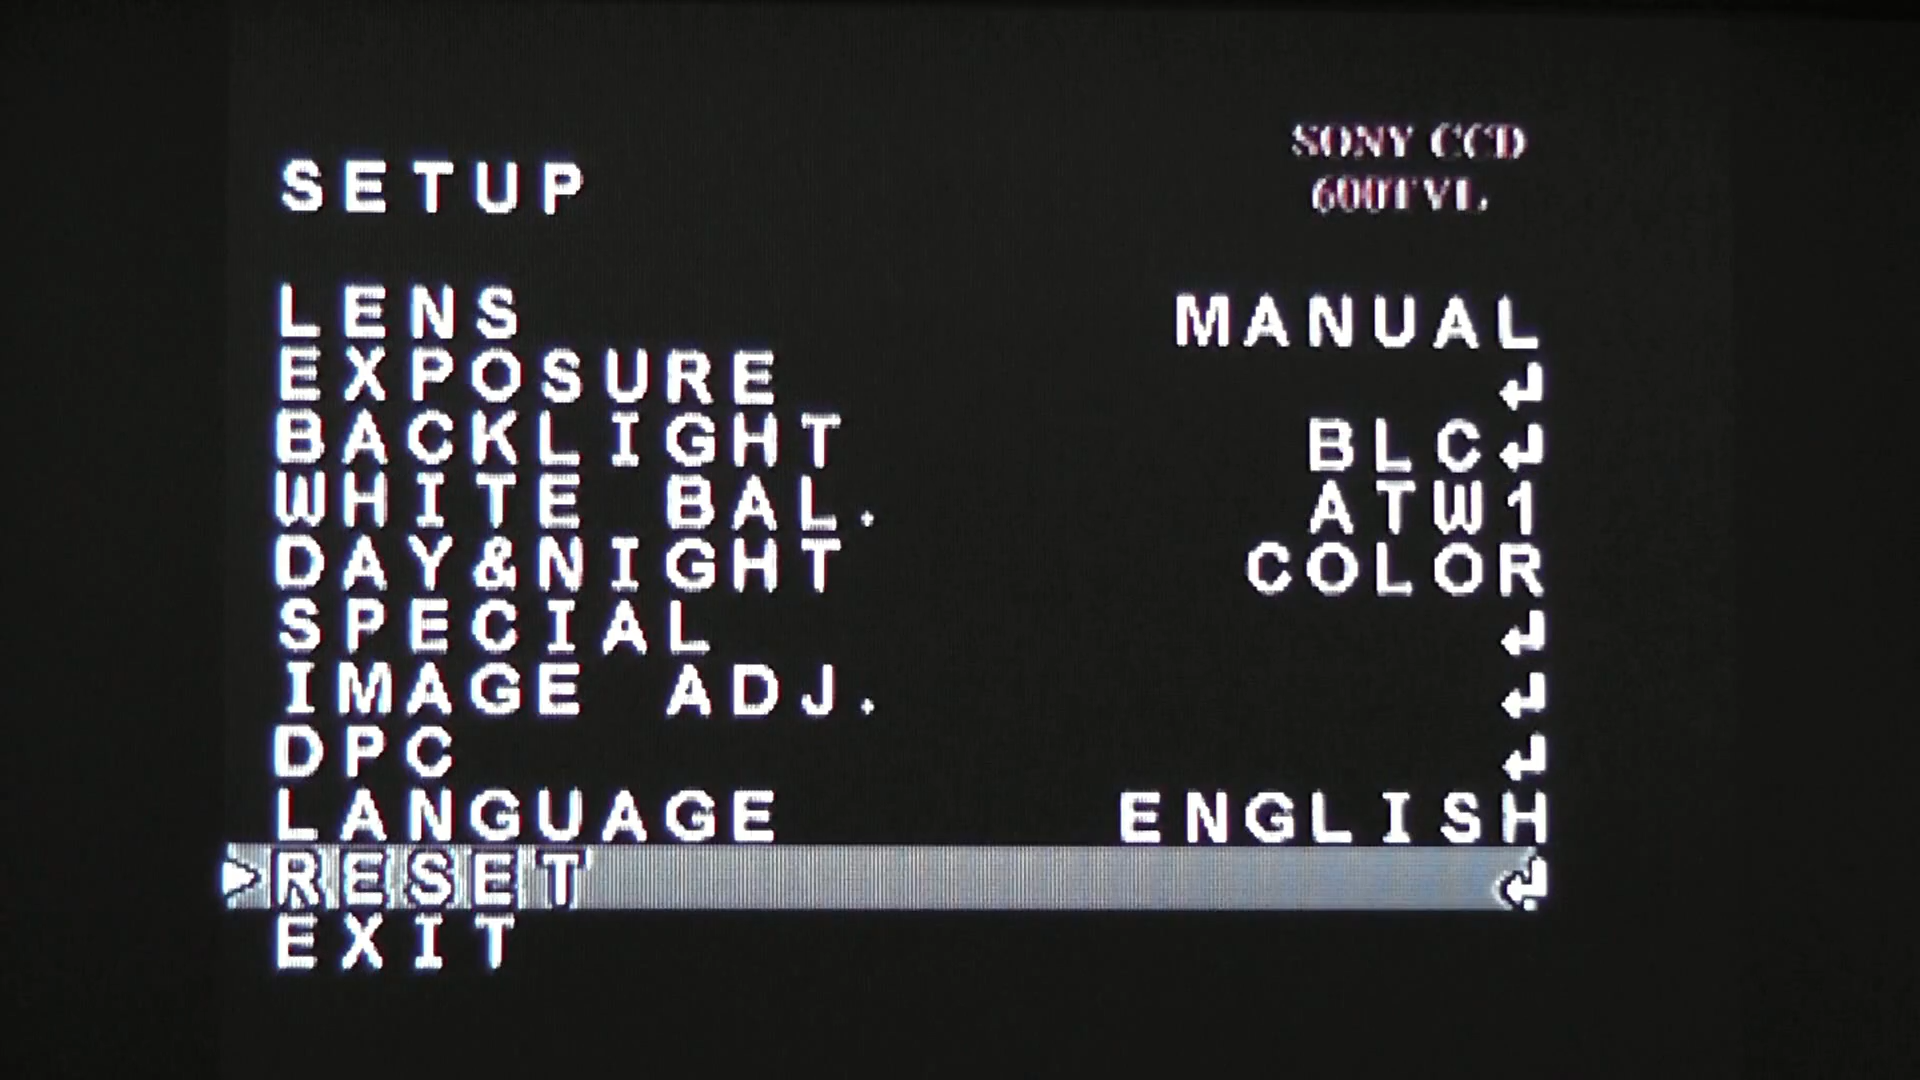 SONY CCD
600TVL
SETUP
LENS MANUAL
EXPOSURE ↵
BACKLIGHT BLC↵
WHITE BAL. ATW1
DAY&NIGHT COLOR
SPECIAL ↵
IMAGE ADJ. ↵
DPC ↵
LANGUAGE ENGLISH
RESET ↵
EXIT